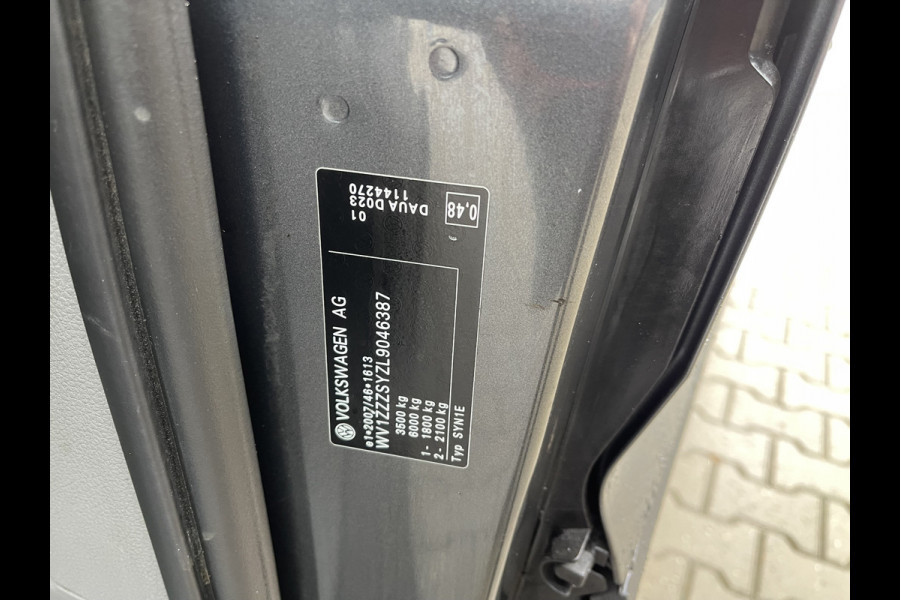 VOLKSWAGEN AG
e1*2007/46*1613
WV1ZZZSYZL9046387
3500 kg
6000 kg
1- 1800 kg
2- 2100 kg
Typ SYN1E
0,48
DAUA D023
01
1144270